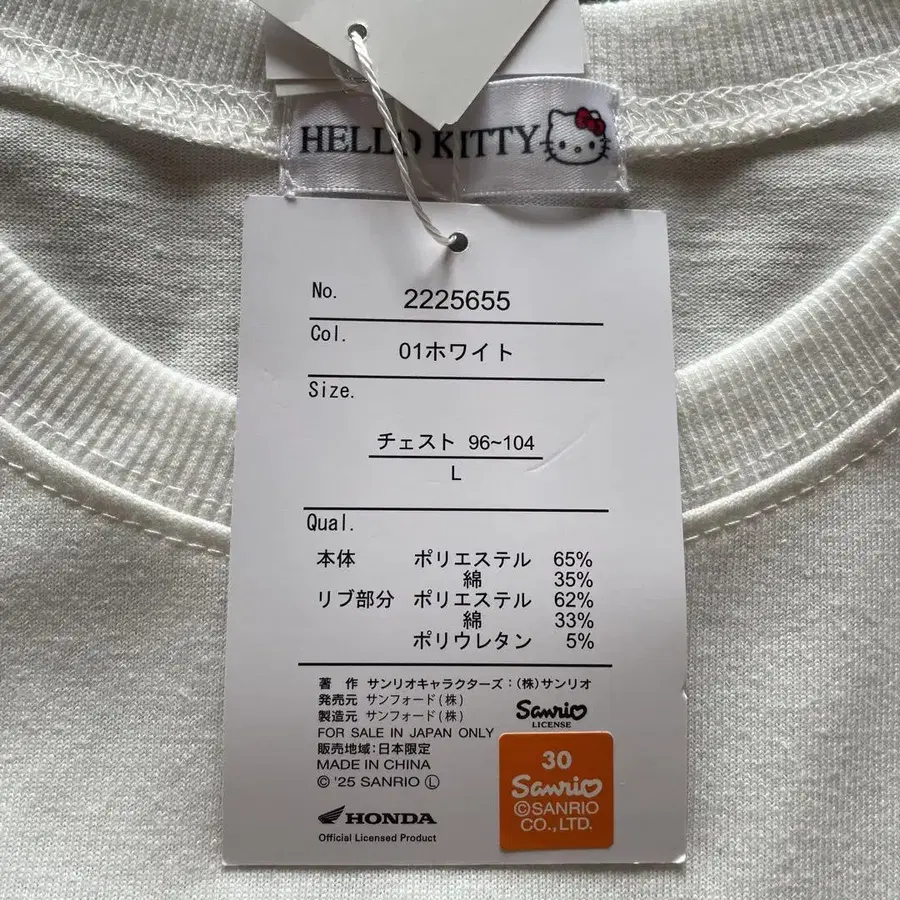 HELLO KITTY
No. 2225655
Col. 01ホワイト
Size.
チェスト 96~104
L
Qual.
本体 ポリエステル 65%
綿 35%
リブ部分 ポリエステル 62%
綿 33%
ポリウレタン 5%
著 作 サンリオキャラクターズ:(株)サンリオ
発売元 サンフォード(株)
製造元 サンフォード(株)
Sanrio
LICENSE
FOR SALE IN JAPAN ONLY
販売地域:日本限定
MADE IN CHINA
© '25 SANRIO Ⓛ
30
Sanrio
©SANRIO
CO.,LTD.
HONDA
Official Licensed Product